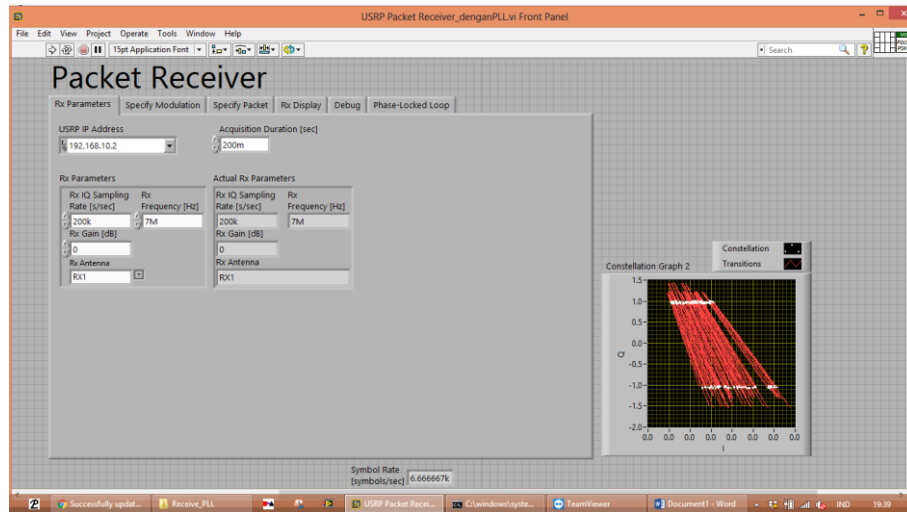 USRP Packet Receiver_denganPLL.vi Front Panel
File Edit View Project Operate Tools Window Help
15pt Application Font
Search
Packet Receiver
Rx Parameters Specify Modulation Specify Packet Rx Display Debug Phase-Locked Loop
USRP IP Address Acquisition Duration [sec]
192.168.10.2 200m
Rx Parameters Actual Rx Parameters
Rx IQ Sampling Rx Rx IQ Sampling Rx
Rate [s/sec] Frequency [Hz] Rate [s/sec] Frequency [Hz]
200k 7M 200k 7M
Rx Gain [dB] Rx Gain [dB]
0 0
Rx Antenna Rx Antenna
RX1 RX1
Constellation
Constellation Graph 2 Transitions
1.5
1.0
0.5
0.0
Q
-0.5
-1.0
-1.5
-2.0
0.0 0.0 0.0 0.0 0.0 0.0 0.0 0.0
I
Symbol Rate
[symbols/sec] 6.666667k
Successfully updat... Receive_PLL USRP Packet Recei... C:\windows\syste... TeamViewer Document1 - Word IND 19:39